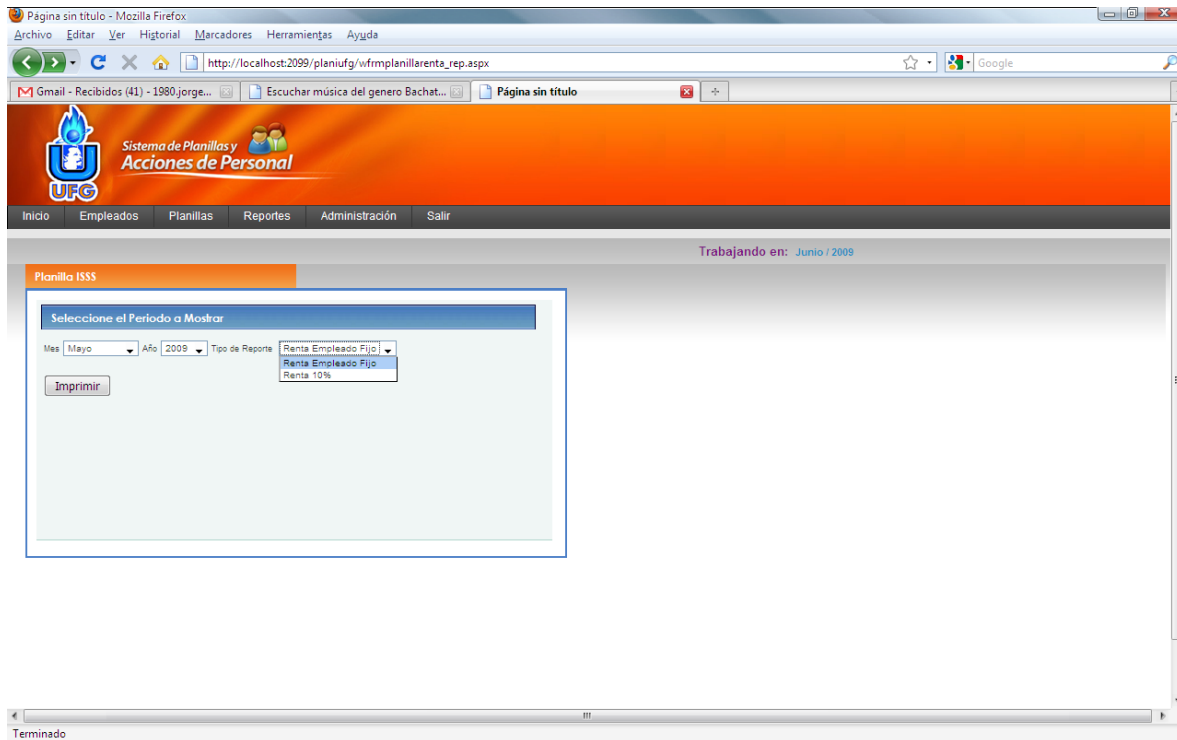 Página sin título - Mozilla Firefox
Archivo Editar Ver Historial Marcadores Herramientas Ayuda
http://localhost:2099/planiufg/wfrmplanillarenta_rep.aspx
Google
Gmail - Recibidos (41) - 1980.jorge...
Escuchar música del genero Bachat...
Página sin título
Sistema de Planillas y
Acciones de Personal
UFG
Inicio Empleados Planillas Reportes Administración Salir
Trabajando en: Junio / 2009
Planilla ISSS
Seleccione el Periodo a Mostrar
Mes Mayo Año 2009 Tipo de Reporte Renta Empleado Fijo
Renta Empleado Fijo
Renta 10%
Imprimir
Terminado